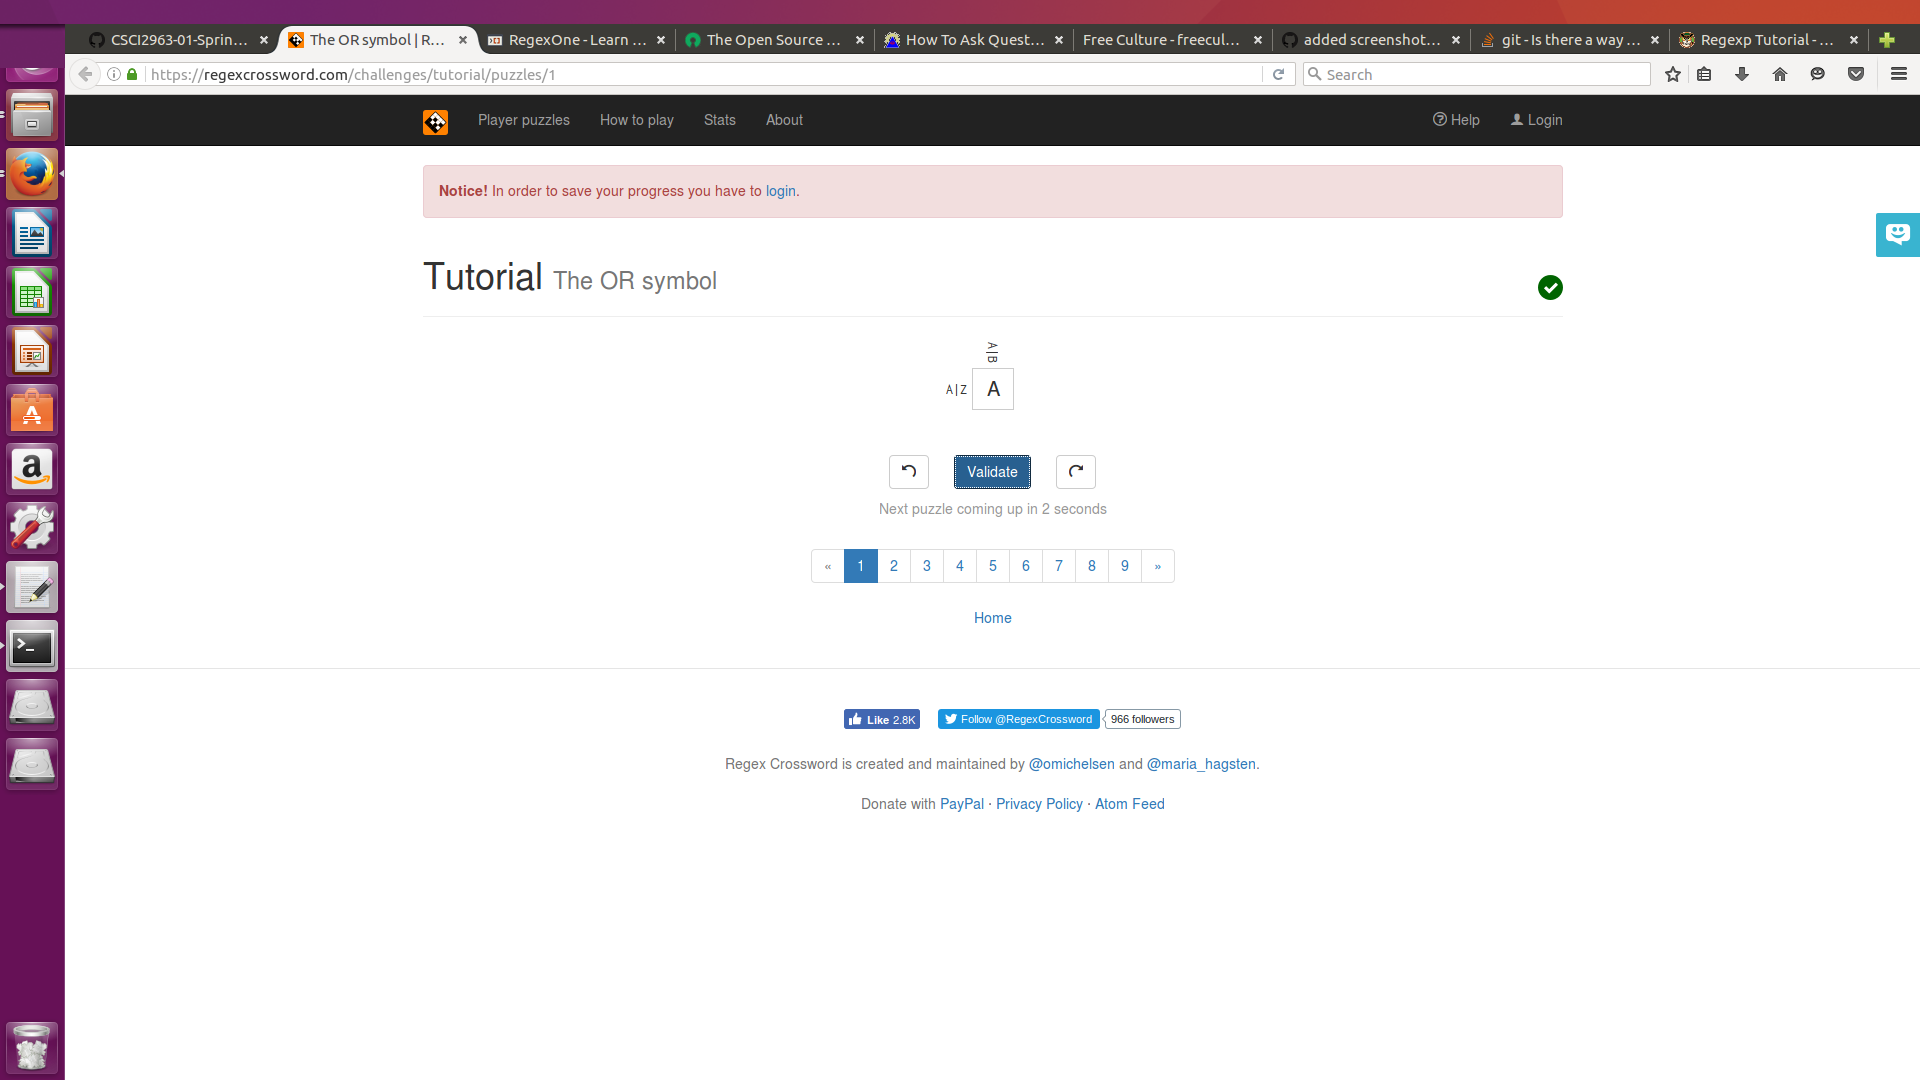 CSCI2963-01-Sprin...
The OR symbol | R...
RegexOne - Learn ...
The Open Source ...
How To Ask Quest...
Free Culture - freecul...
added screenshot...
git - Is there a way ...
Regexp Tutorial - ...
https://regexcrossword.com/challenges/tutorial/puzzles/1
Search
Player puzzles
How to play
Stats
About
Help
Login
Notice! In order to save your progress you have to login.
Tutorial The OR symbol
A|B
A|Z
A
Validate
Next puzzle coming up in 2 seconds
« 1 2 3 4 5 6 7 8 9 »
Home
Like 2.8K
Follow @RegexCrossword
966 followers
Regex Crossword is created and maintained by @omichelsen and @maria_hagsten.
Donate with PayPal · Privacy Policy · Atom Feed